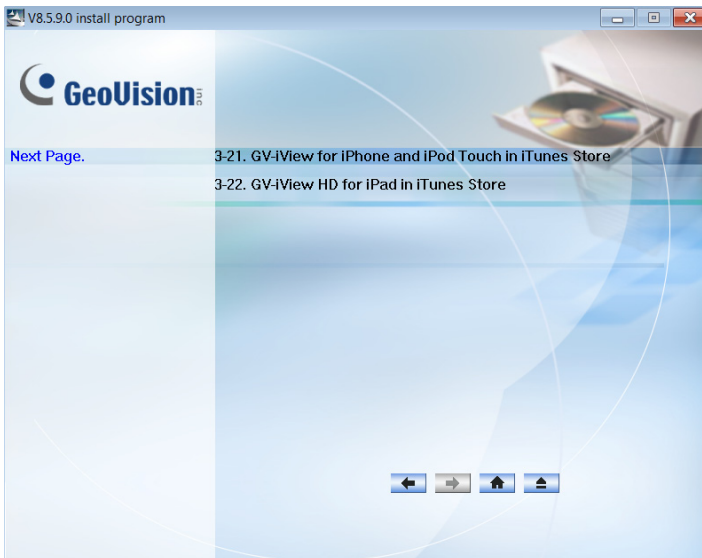 V8.5.9.0 install program
GeoVision inc
Next Page.
3-21. GV-iView for iPhone and iPod Touch in iTunes Store
3-22. GV-iView HD for iPad in iTunes Store